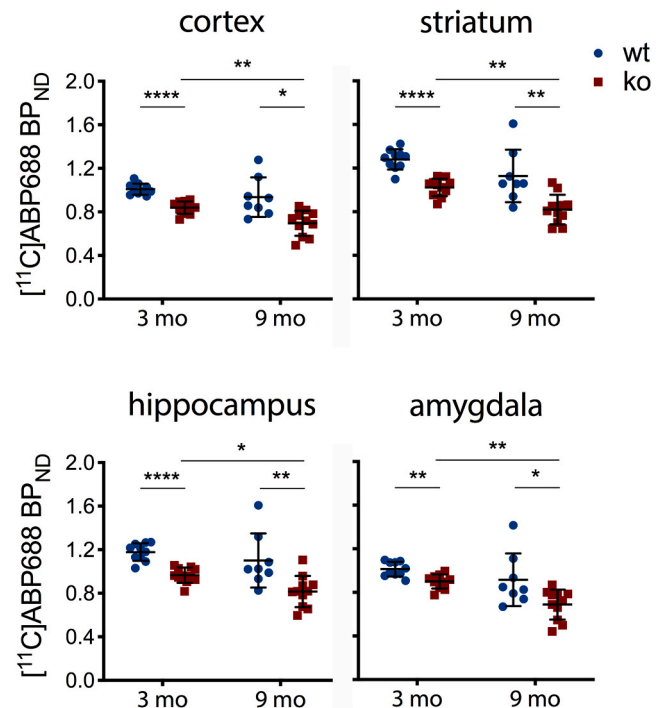 cortex
striatum
wt
ko
[¹¹C]ABP688 BP_ND
2.0
1.6
1.2
0.8
0.4
0.0
**
****
*
**
****
**
3 mo
9 mo
3 mo
9 mo
hippocampus
amygdala
[¹¹C]ABP688 BP_ND
2.0
1.6
1.2
0.8
0.4
0.0
*
****
**
**
**
*
3 mo
9 mo
3 mo
9 mo